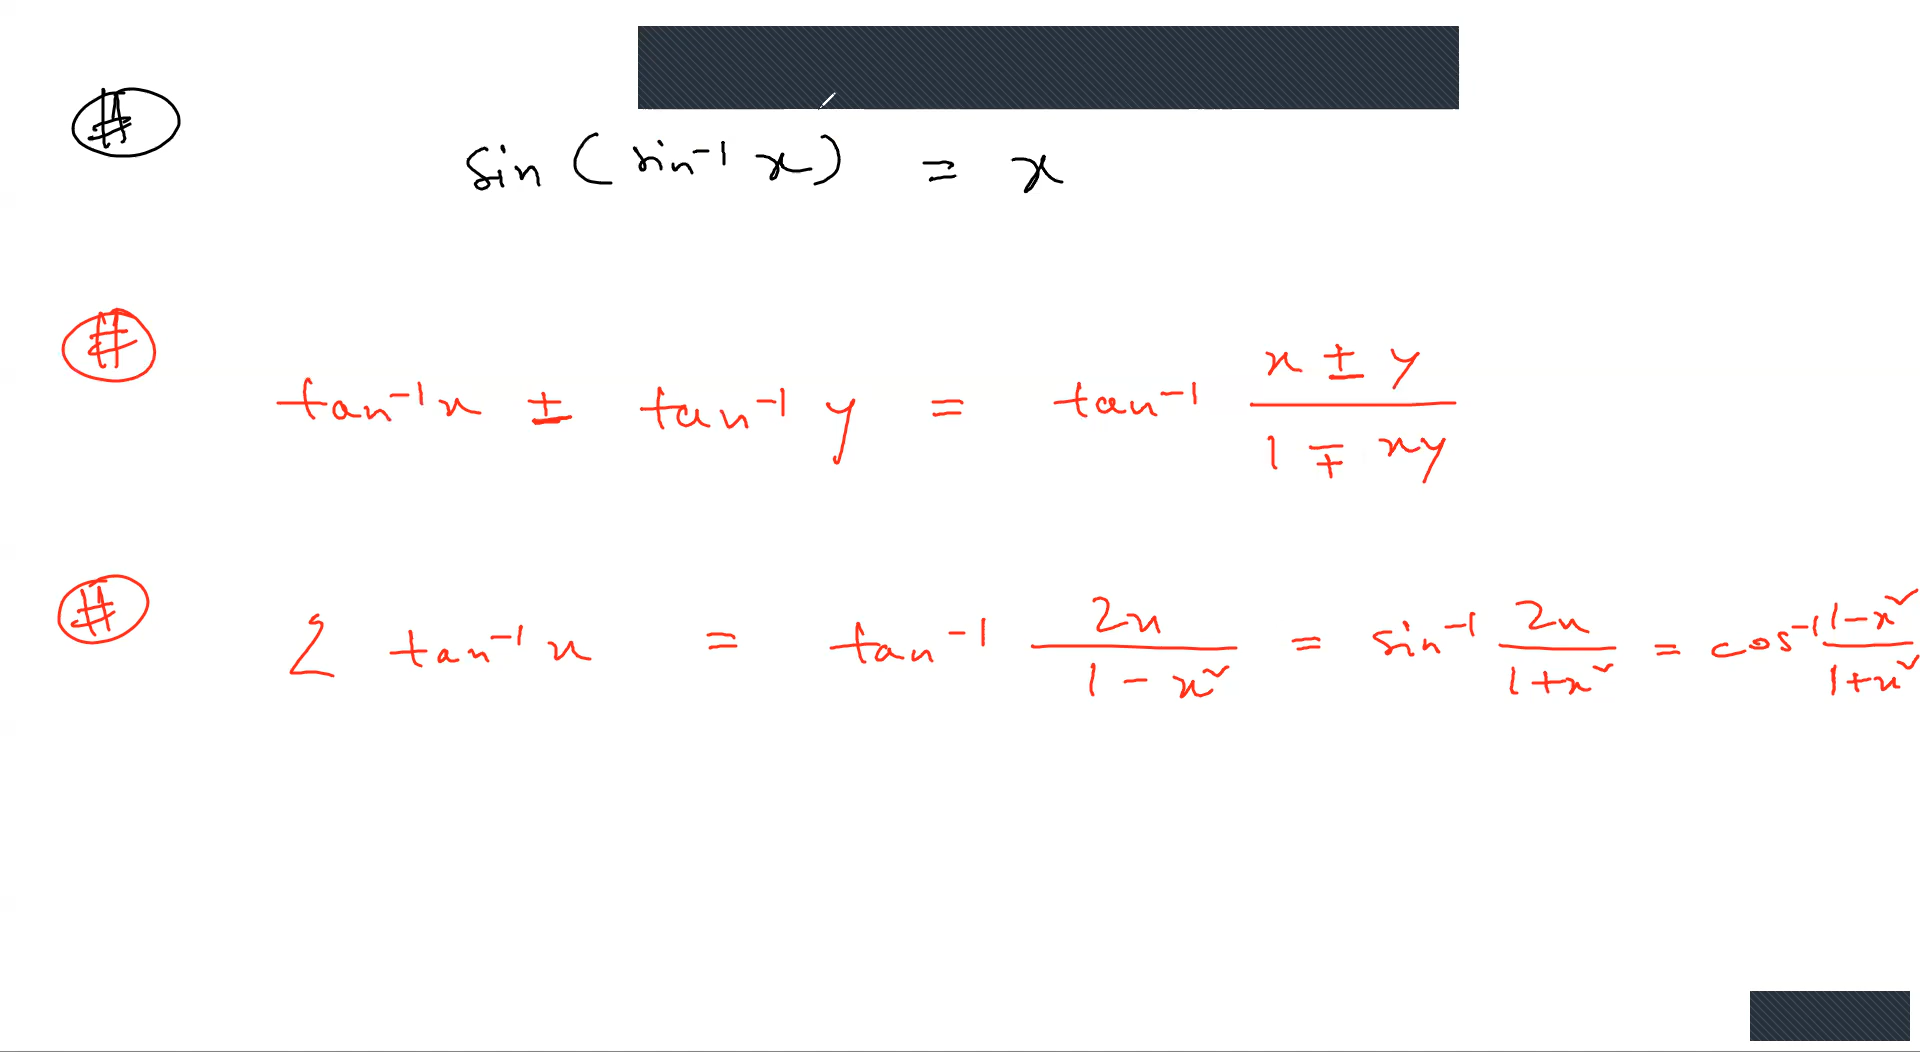 # sin (sin⁻¹ x) = x
# tan⁻¹x ± tan⁻¹ y = tan⁻¹ (x ± y)/(1 ∓ xy)
# 2 tan⁻¹ x = tan⁻¹ 2x/(1 - x²) = sin⁻¹ 2x/(1+x²) = cos⁻¹ (1-x²)/(1+x²)